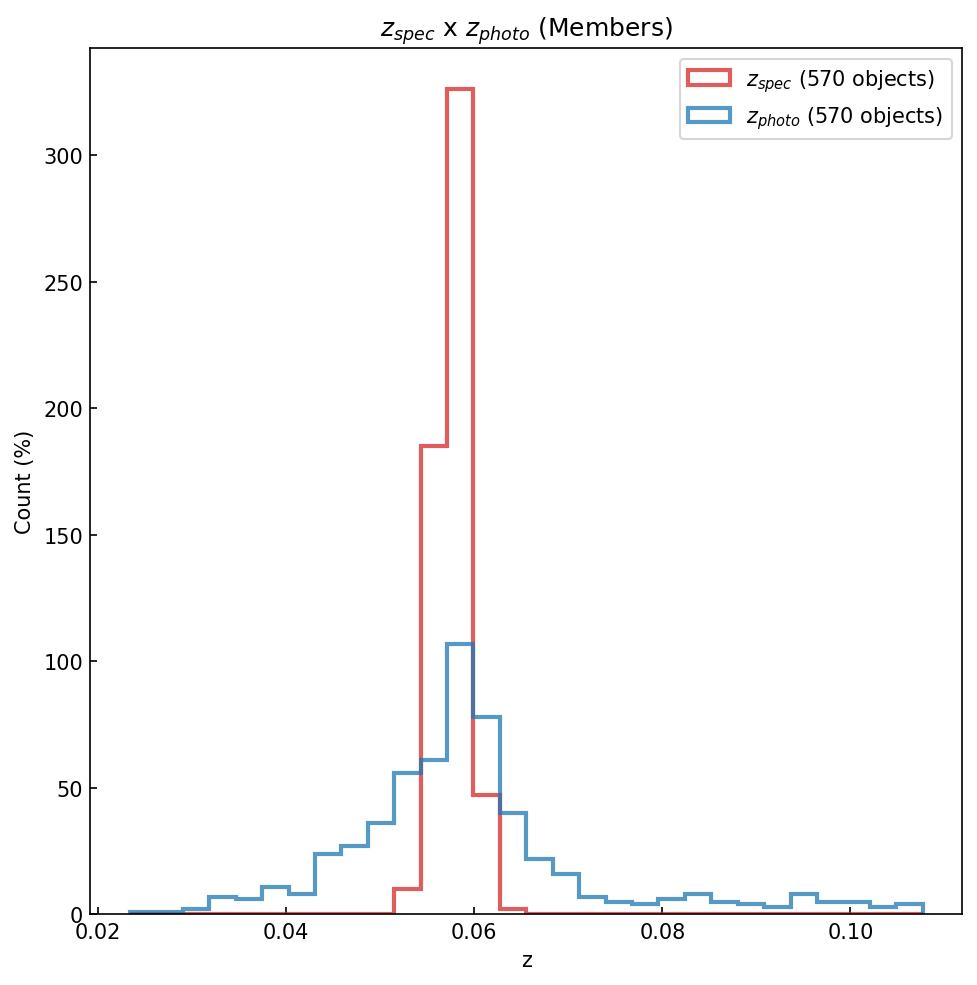 z_spec x z_photo (Members)
z_spec (570 objects)
z_photo (570 objects)
Count (%)
300
250
200
150
100
50
0
0.02 0.04 0.06 0.08 0.10
z